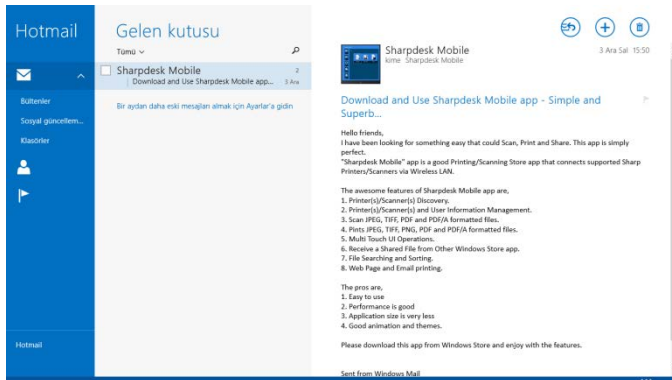 Hotmail
Bültenler
Sosyal güncellem...
Klasörler
Hotmail
Gelen kutusu
Tümü
Sharpdesk Mobile 2
Download and Use Sharpdesk Mobile app... 3 Ara
Bir aydan daha eski mesajları almak için Ayarlar'a gidin
Sharpdesk Mobile 3 Ara Sal 15:50
kime Sharpdesk Mobile
Download and Use Sharpdesk Mobile app - Simple and
Superb...
Hello friends,
I have been looking for something easy that could Scan, Print and Share. This app is simply
perfect.
"Sharpdesk Mobile" app is a good Printing/Scanning Store app that connects supported Sharp
Printers/Scanners via Wireless LAN.
The awesome features of Sharpdesk Mobile app are,
1. Printer(s)/Scanner(s) Discovery.
2. Printer(s)/Scanner(s) and User Information Management.
3. Scan JPEG, TIFF, PDF and PDF/A formatted files.
4. Pints JPEG, TIFF, PNG, PDF and PDF/A formatted files.
5. Multi Touch UI Operations.
6. Receive a Shared File from Other Windows Store app.
7. File Searching and Sorting.
8. Web Page and Email printing.
The pros are,
1. Easy to use
2. Performance is good
3. Application size is very less
4. Good animation and themes.
Please download this app from Windows Store and enjoy with the features.
Sent from Windows Mail